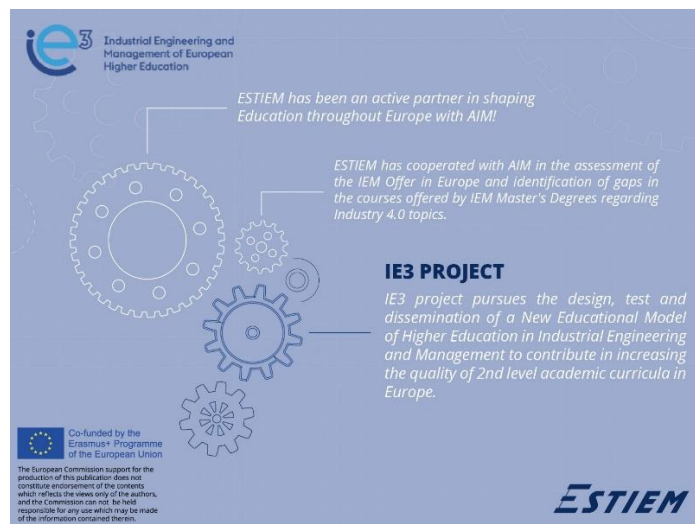 ie3
Industrial Engineering and
Management of European
Higher Education
ESTIEM has been an active partner in shaping
Education throughout Europe with AIM!
ESTIEM has cooperated with AIM in the assessment of
the IEM Offer in Europe and identification of gaps in
the courses offered by IEM Master's Degrees regarding
Industry 4.0 topics.
IE3 PROJECT
IE3 project pursues the design, test and
dissemination of a New Educational Model
of Higher Education in Industrial Engineering
and Management to contribute in increasing
the quality of 2nd level academic curricula in
Europe.
Co-funded by the
Erasmus+ Programme
of the European Union
The European Commission support for the
production of this publication does not
constitute endorsement of the contents
which reflects the views only of the authors,
and the Commission can not be held
responsible for any use which may be made
of the information contained therein.
ESTIEM